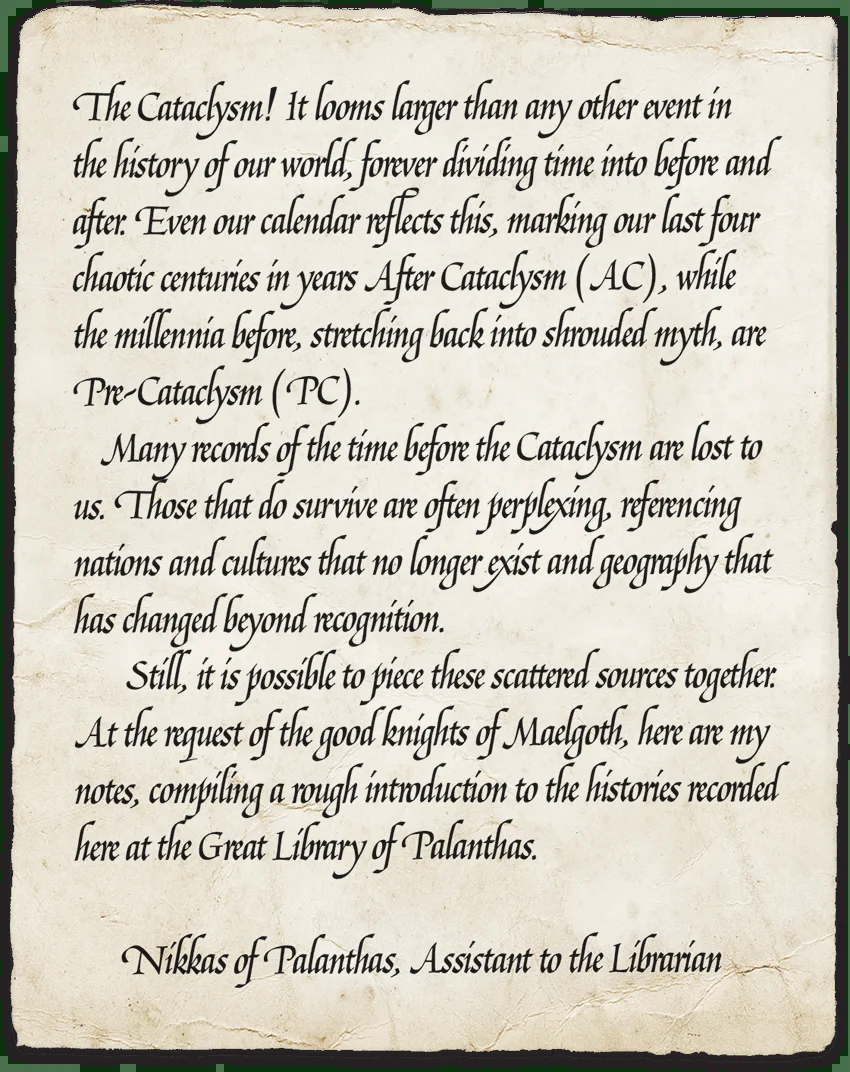 The Cataclysm! It looms larger than any other event in
the history of our world, forever dividing time into before and
after. Even our calendar reflects this, marking our last four
chaotic centuries in years After Cataclysm (AC), while
the millennia before, stretching back into shrouded myth, are
Pre-Cataclysm (PC).
Many records of the time before the Cataclysm are lost to
us. Those that do survive are often perplexing, referencing
nations and cultures that no longer exist and geography that
has changed beyond recognition.
Still, it is possible to piece these scattered sources together.
At the request of the good knights of Maelgoth, here are my
notes, compiling a rough introduction to the histories recorded
here at the Great Library of Palanthas.
Nikkas of Palanthas, Assistant to the Librarian